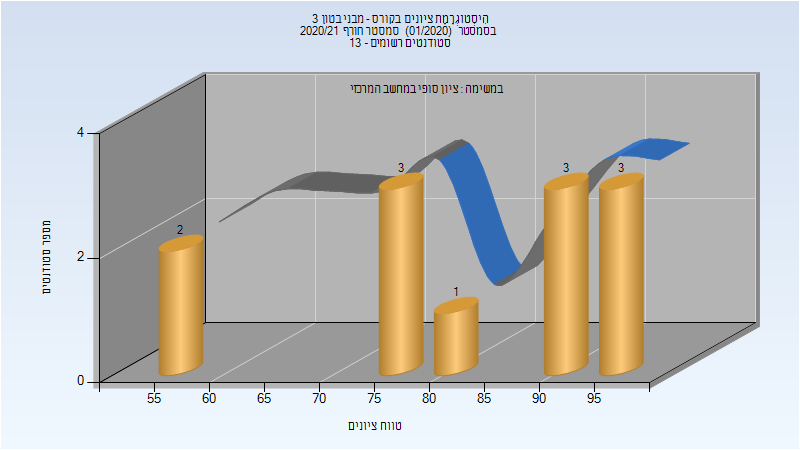 היסטוגרמת ציונים בקורס - מבני בטון 3
בסמסטר (01/2020) סמסטר חורף 2020/21
סטודנטים רשומים - 13
במשימה : ציון סופי במחשב המרכזי
מספר סטודנטים
4
2
0
2
3
1
3
3
55 60 65 70 75 80 85 90 95
טווח ציונים